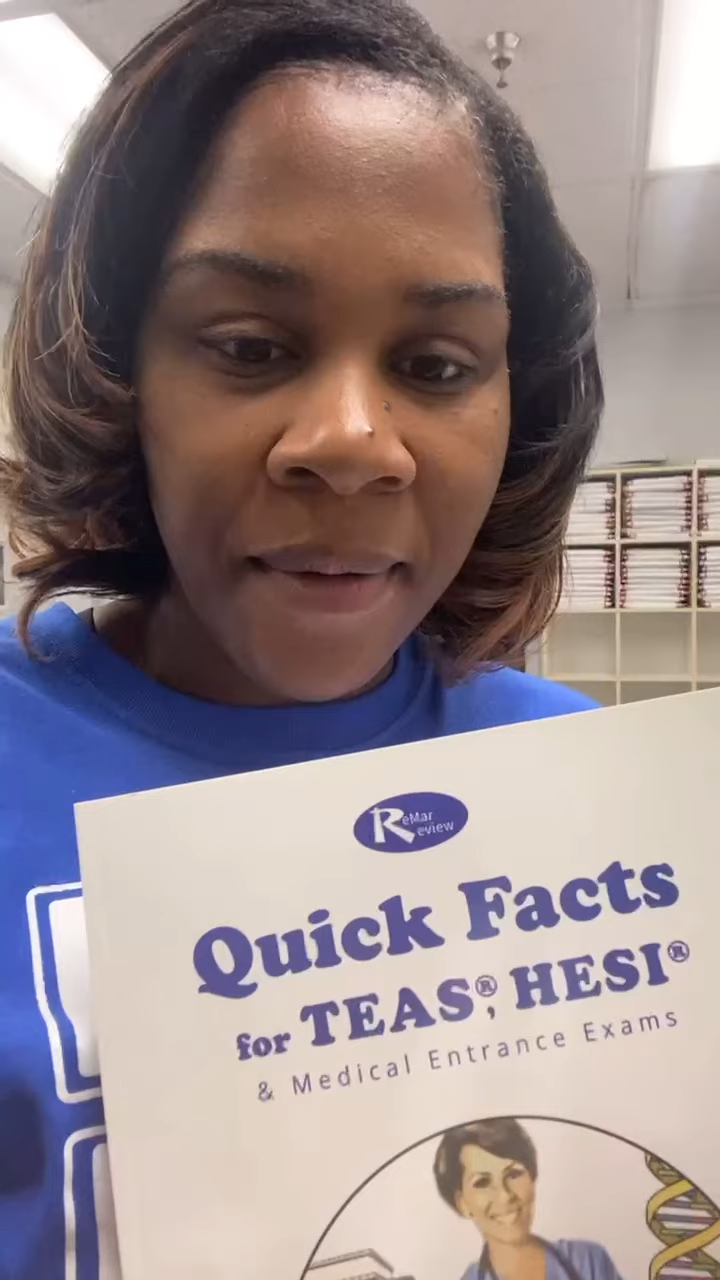 ReMar
Review
Quick Facts
for TEAS®, HESI®
& Medical Entrance Exams